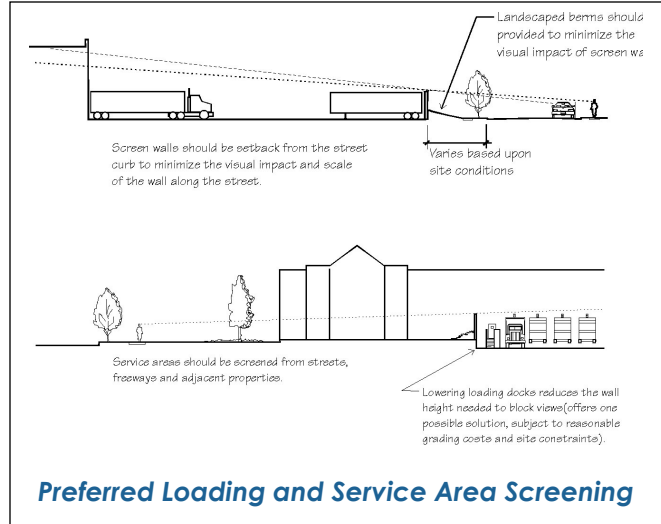 Landscaped berms should
provided to minimize the
visual impact of screen
Screen walls should be setback from the street
curb to minimize the visual impact and scale
of the wall along the street.
Varies based upon
site conditions
Service areas should be screened from streets,
freeways and adjacent properties.
Lowering loading docks reduces the wall
height needed to block views(offers one
possible solution, subject to reasonable
grading costs and site constraints).
Preferred Loading and Service Area Screening